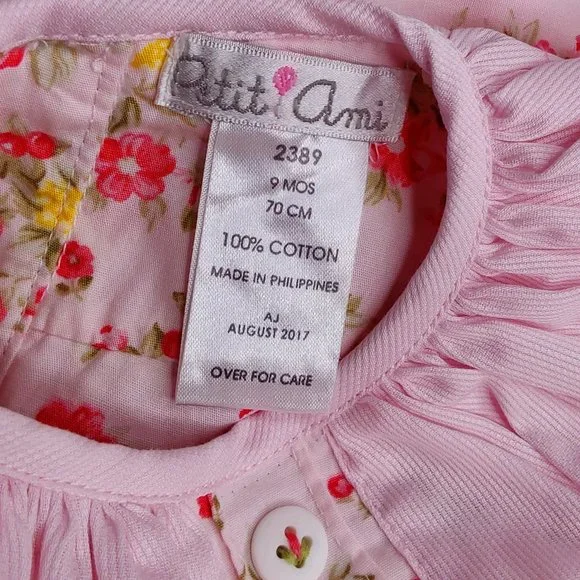 Petit Ami
2389
9 MOS
70 CM
100% COTTON
MADE IN PHILIPPINES
AJ
AUGUST 2017
OVER FOR CARE